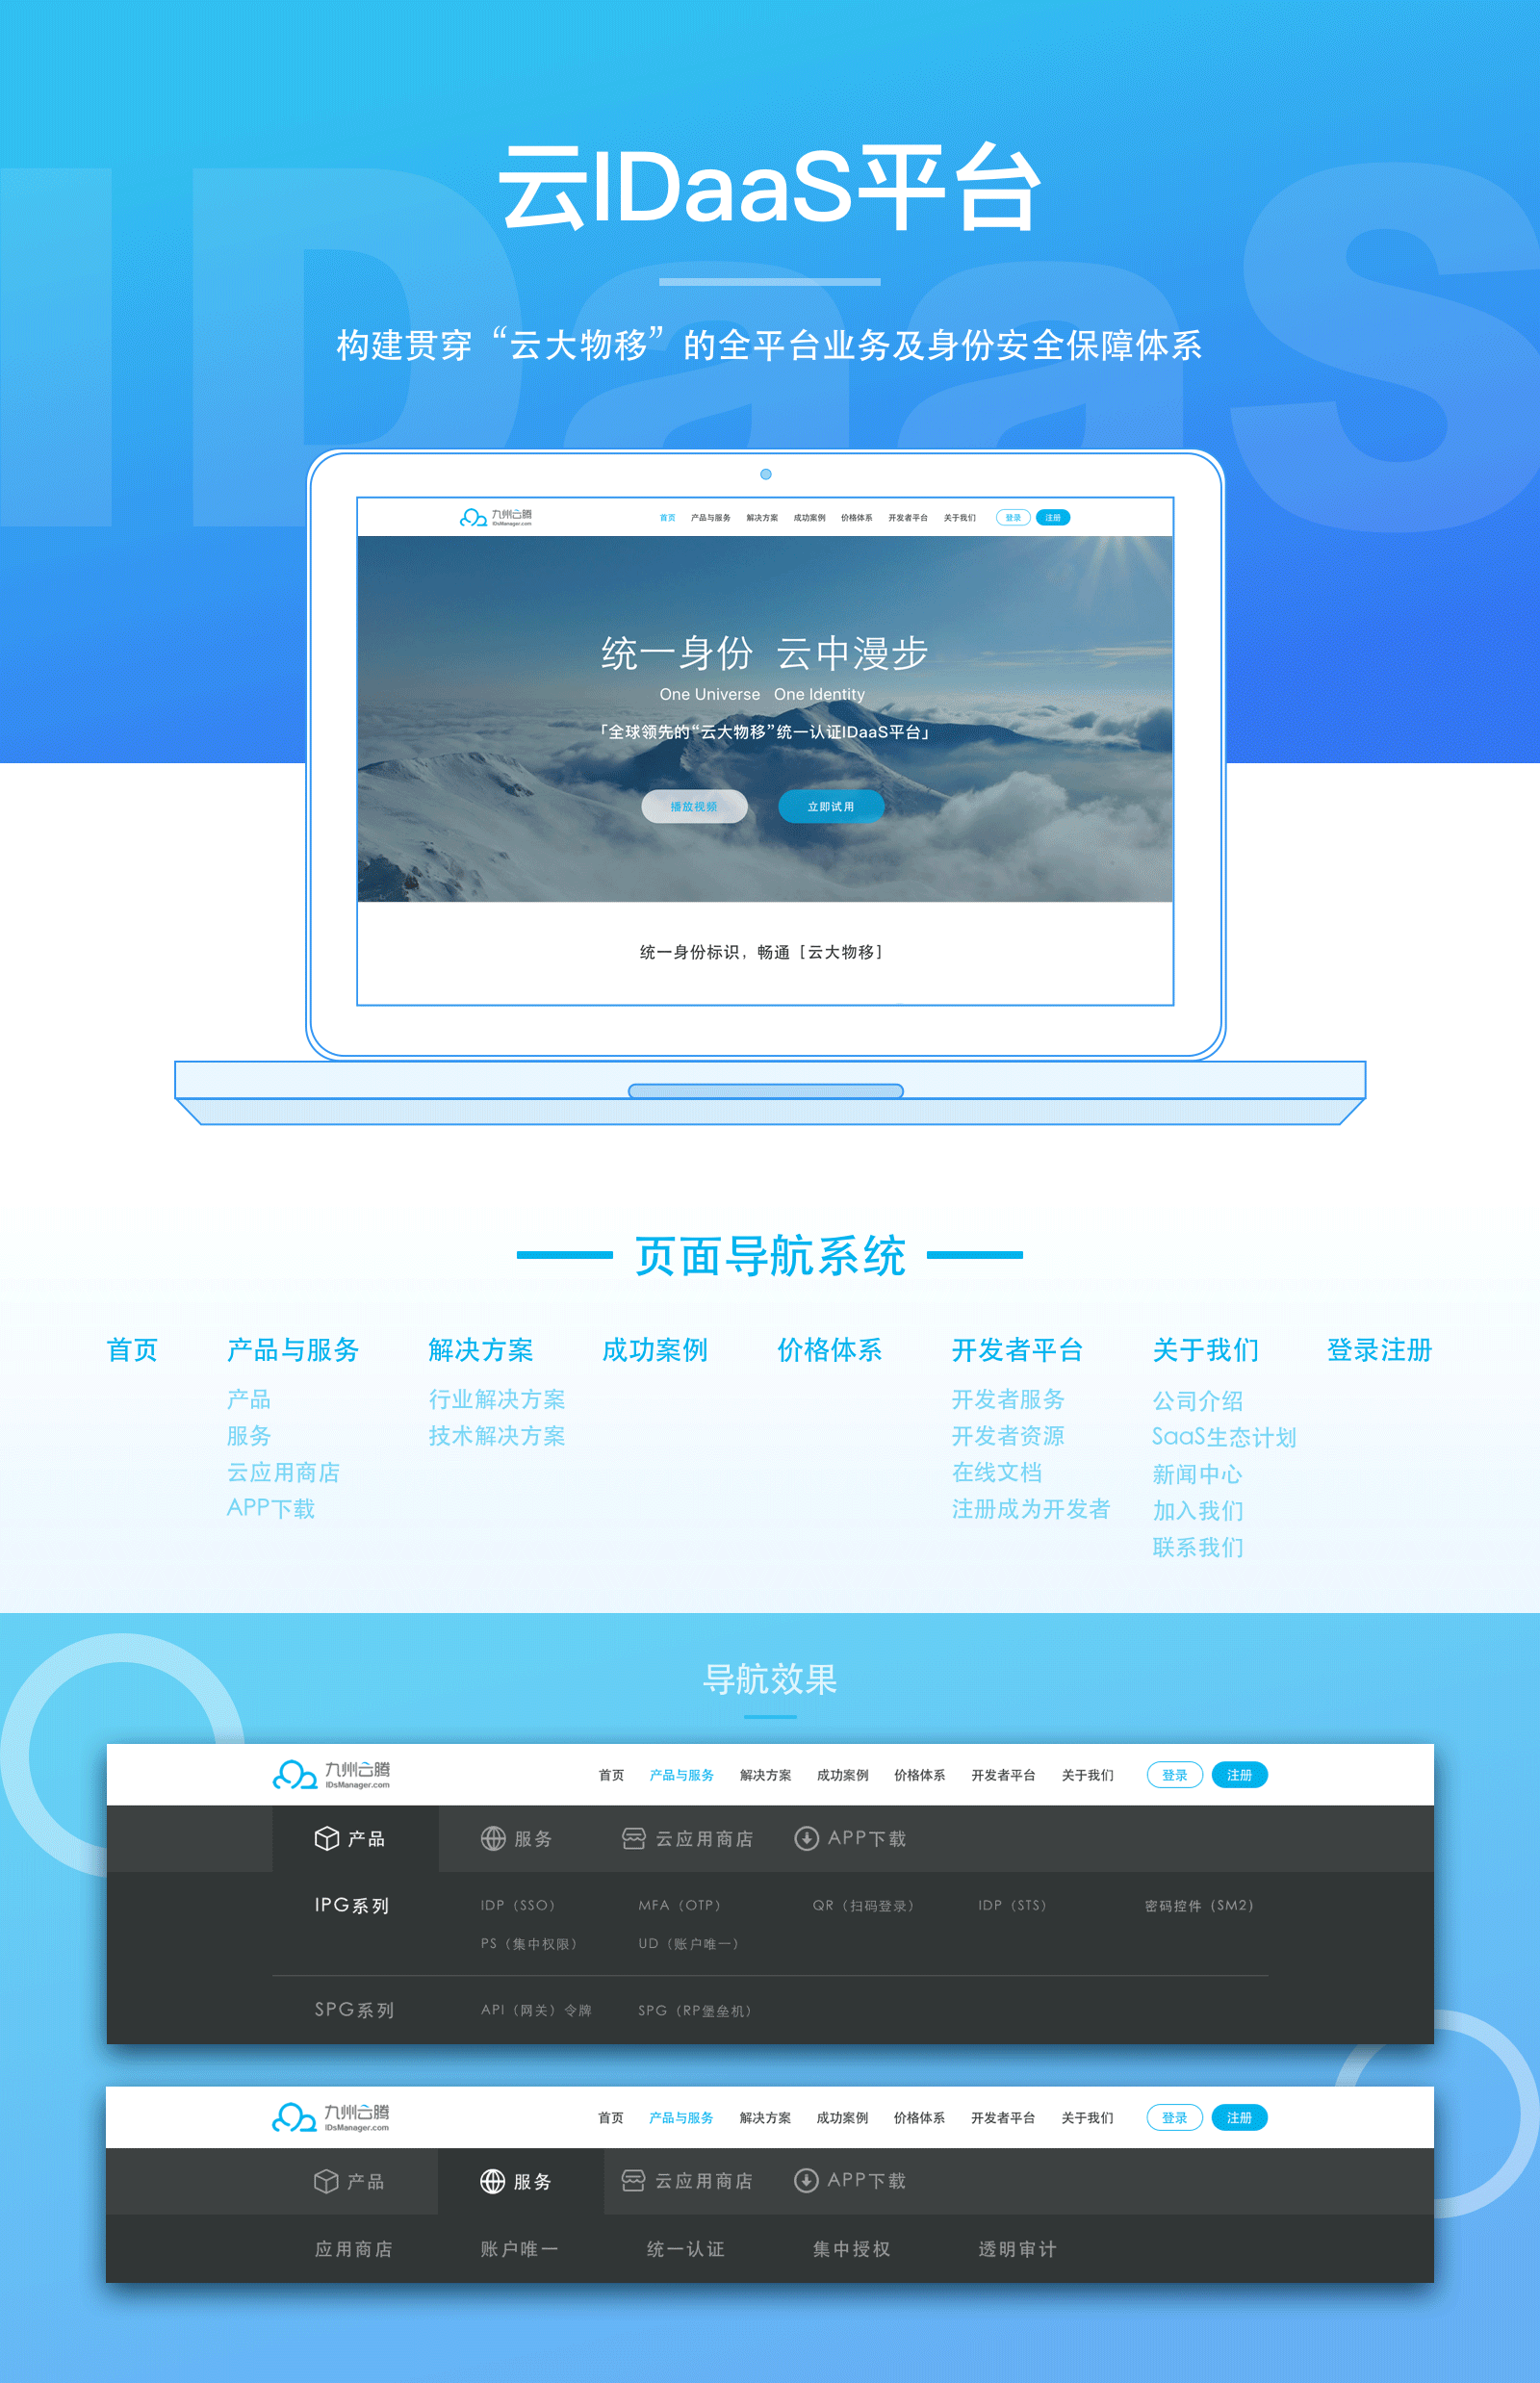 IDaaS
云IDaaS平台
构建贯穿“云大物移”的全平台业务及身份安全保障体系
九州云腾
IDsManager.com
首页 产品与服务 解决方案 成功案例 价格体系 开发者平台 关于我们 登录 注册
统一身份 云中漫步
One Universe One Identity
「全球领先的“云大物移”统一认证IDaaS平台」
播放视频 立即试用
统一身份标识，畅通［云大物移］
页面导航系统
首页 产品与服务 解决方案 成功案例 价格体系 开发者平台 关于我们 登录注册
产品 行业解决方案 开发者服务 公司介绍
服务 技术解决方案 开发者资源 SaaS生态计划
云应用商店 在线文档 新闻中心
APP下载 注册成为开发者 加入我们
联系我们
导航效果
九州云腾
IDsManager.com
首页 产品与服务 解决方案 成功案例 价格体系 开发者平台 关于我们 登录 注册
产品 服务 云应用商店 APP下载
IPG系列 IDP（SSO） MFA（OTP） QR（扫码登录） IDP（STS） 密码控件（SM2）
PS（集中权限） UD（账户唯一）
SPG系列 API（网关）令牌 SPG（RP堡垒机）
九州云腾
IDsManager.com
首页 产品与服务 解决方案 成功案例 价格体系 开发者平台 关于我们 登录 注册
产品 服务 云应用商店 APP下载
应用商店 账户唯一 统一认证 集中授权 透明审计